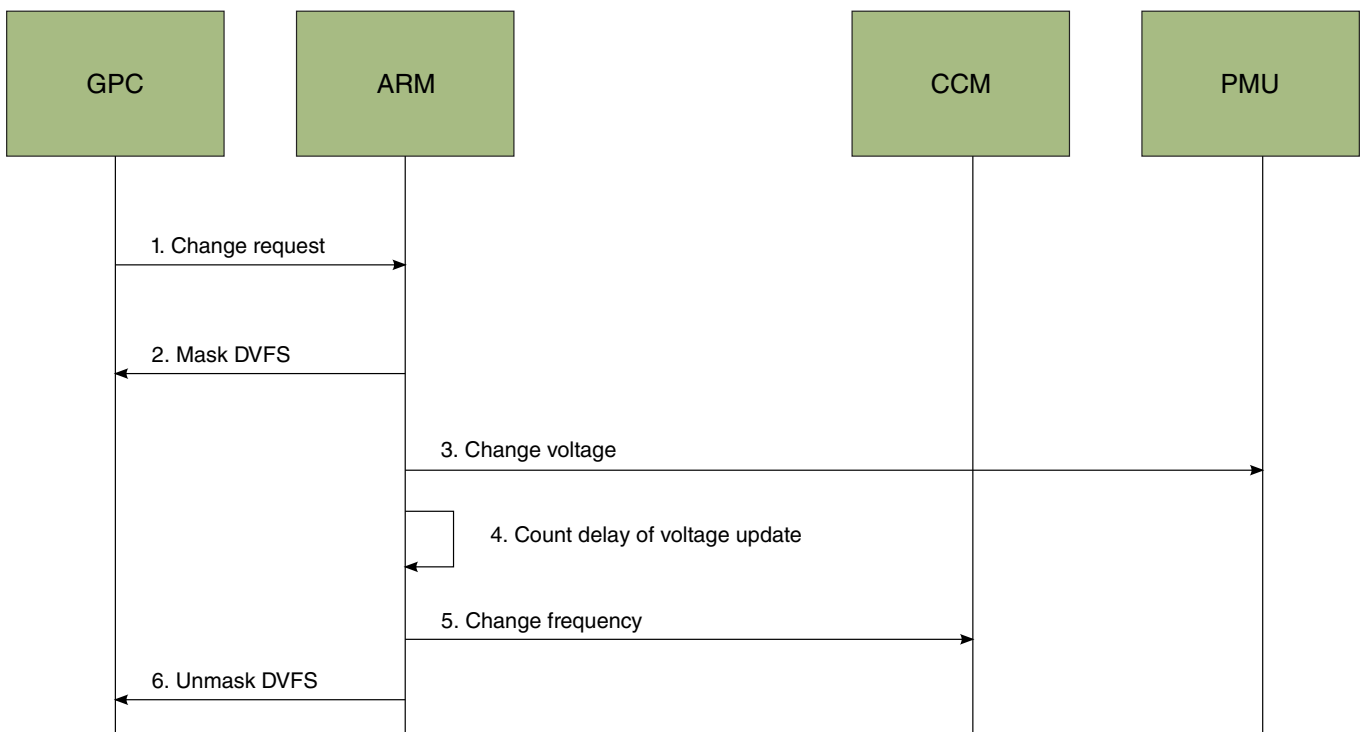 GPC
ARM
CCM
PMU
1. Change request
2. Mask DVFS
3. Change voltage
4. Count delay of voltage update
5. Change frequency
6. Unmask DVFS